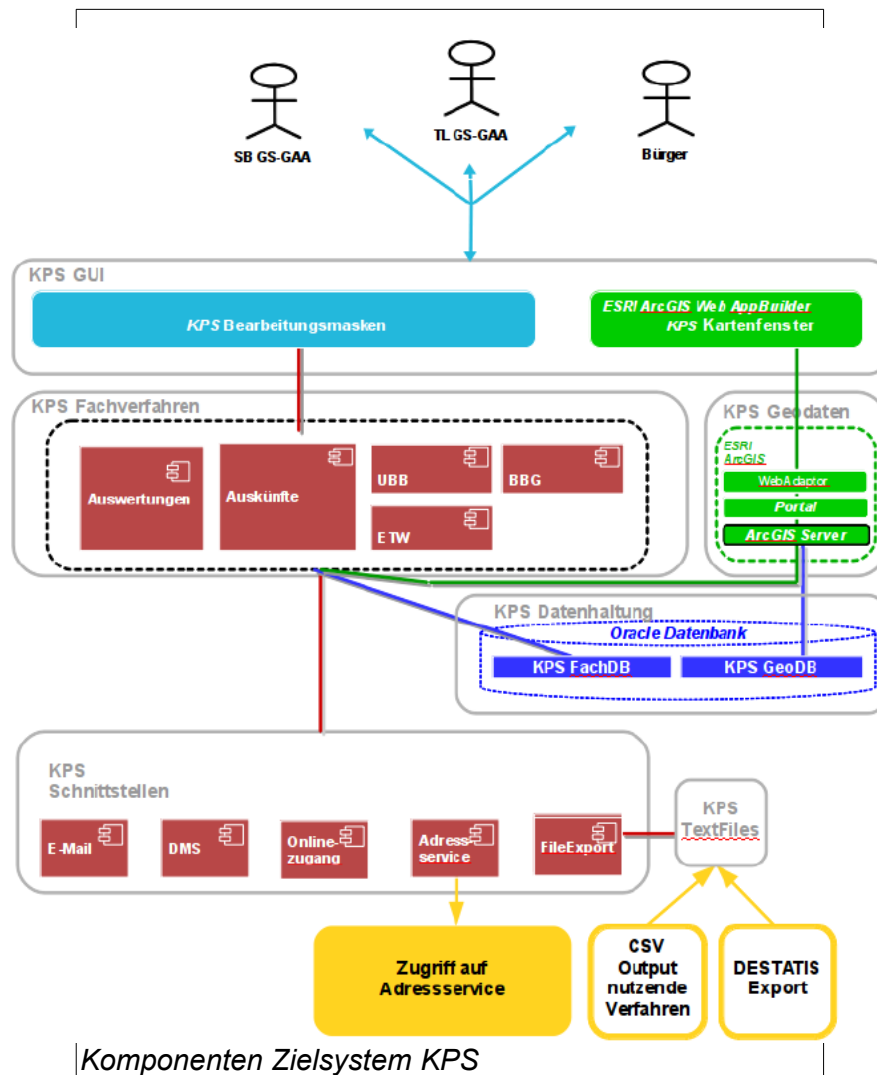 SB GS-GAA
TL GS-GAA
Bürger
KPS GUI
KPS Bearbeitungsmasken
ESRI ArcGIS Web AppBuilder
KPS Kartenfenster
KPS Fachverfahren
Auswertungen
Auskünfte
UBB
BBG
ETW
KPS Geodaten
ESRI
ArcGIS
WebAdaptor
Portal
ArcGIS Server
KPS Datenhaltung
Oracle Datenbank
KPS FachDB
KPS GeoDB
KPS
Schnittstellen
E-Mail
DMS
Online-
zugang
Adress-
service
FileExport
KPS
TextFiles
Zugriff auf
Adressservice
CSV
Output
nutzende
Verfahren
DESTATIS
Export
Komponenten Zielsystem KPS